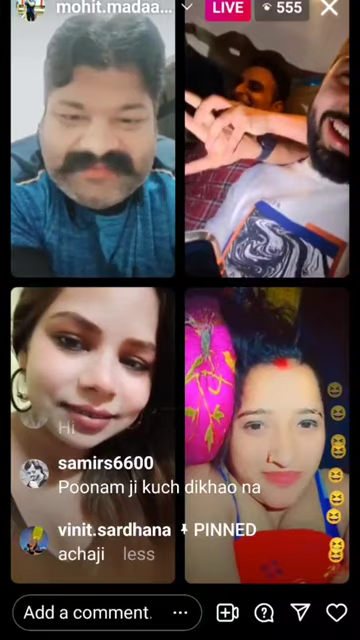 mohit.madaa...
LIVE
555
Hi
samirs6600
Poonam ji kuch dikhao na
vinit.sardhana PINNED
achaji less
Add a comment.